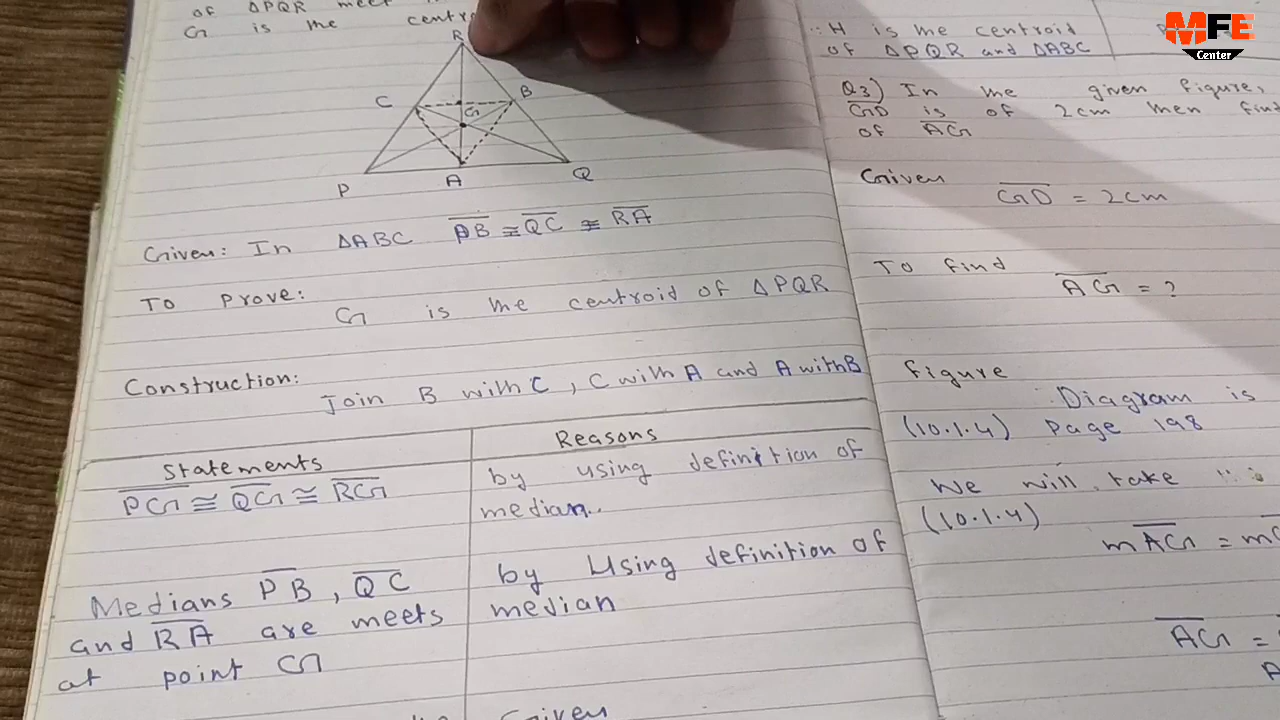 of ΔPQR meet
G is the centro
R
C
B
G
P
A
Q
Given: In ΔABC PB ≅ QC ≅ RA
To Prove:
G is the centroid of ΔPQR
Construction:
Join B with C, C with A and A with B
Statements
Reasons
PG ≅ QG ≅ RG
by using definition of
median.
Medians PB, QC
and RA are meets
at point G
by Using definition of
median
Given
MFE
Center
∴ H is the centroid
of ΔPQR and ΔABC
Q3) In the given figure,
GD is of 2cm then find
of AG
Given
GD = 2cm
To find
AG = ?
figure
Diagram is
(10.1.4) page 198
We will take
(10.1.4)
mAG = m
AG =